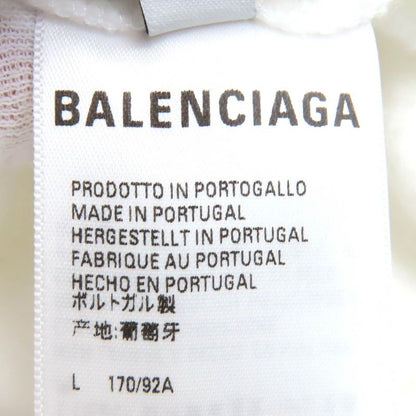 BALENCIAGA
PRODOTTO IN PORTOGALLO
MADE IN PORTUGAL
HERGESTELLT IN PORTUGAL
FABRIQUE AU PORTUGAL
HECHO EN PORTUGAL
ポルトガル製
产地:葡萄牙
L 170/92A